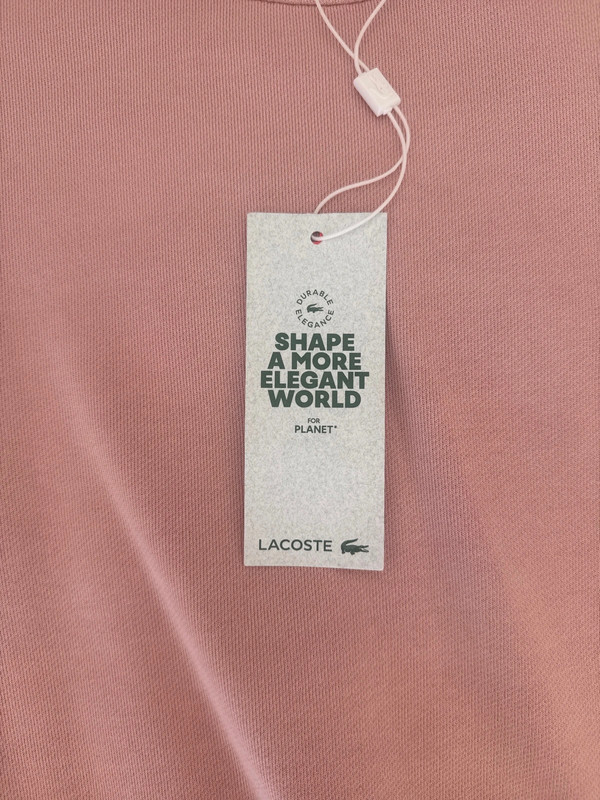 DURABLE
ELEGANCE
SHAPE
A MORE
ELEGANT
WORLD
FOR
PLANET*
LACOSTE